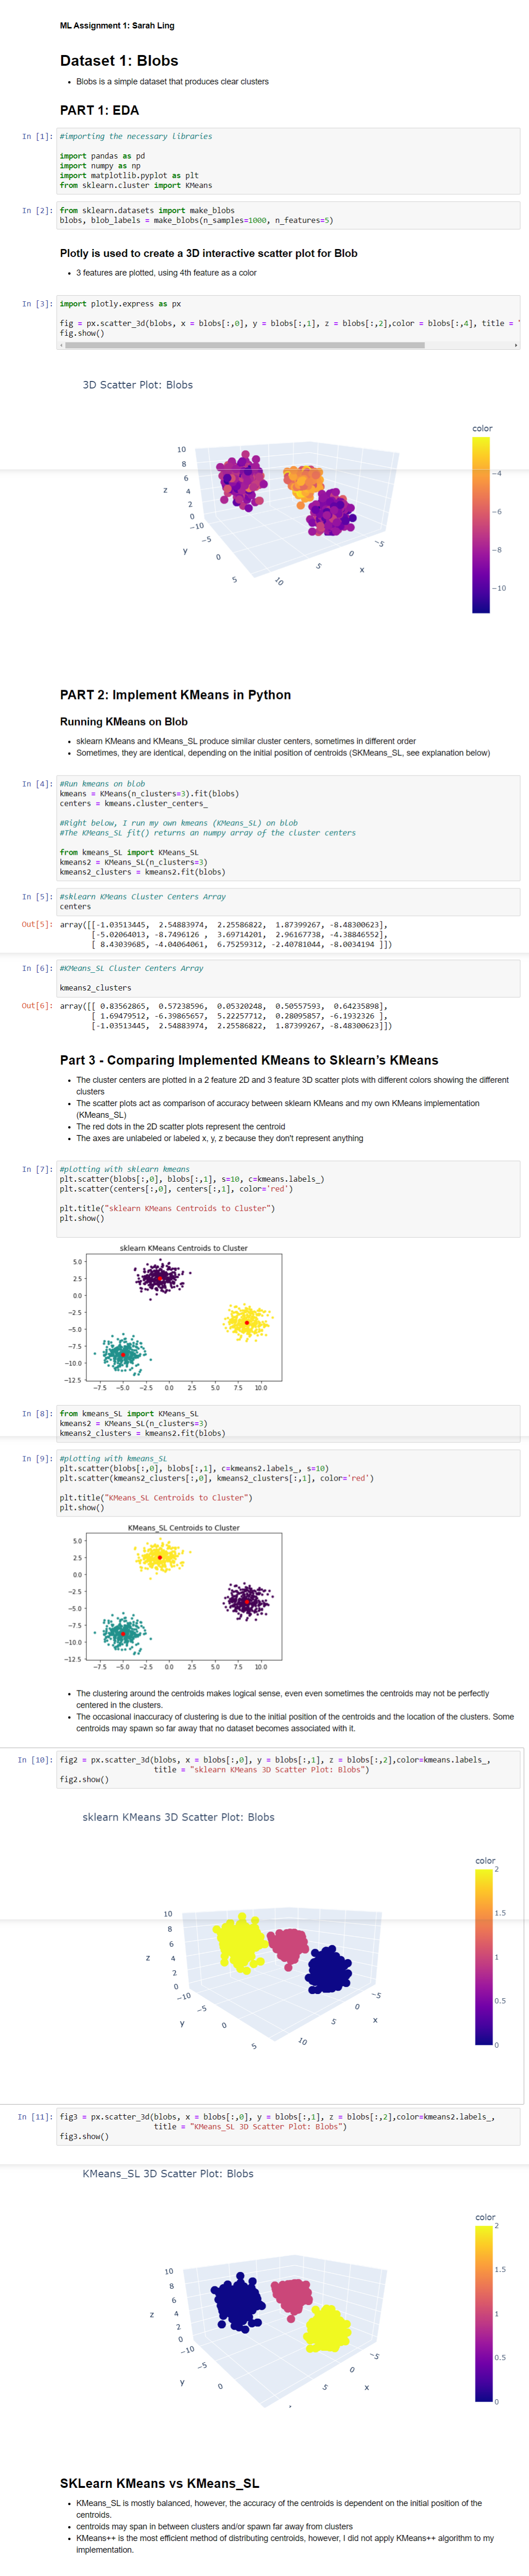 ML Assignment 1: Sarah Ling
Dataset 1: Blobs
Blobs is a simple dataset that produces clear clusters
PART 1: EDA
In [1]:
#importing the necessary libraries
import pandas as pd
import numpy as np
import matplotlib.pyplot as plt
from sklearn.cluster import KMeans
In [2]:
from sklearn.datasets import make_blobs
blobs, blob_labels = make_blobs(n_samples=1000, n_features=5)
Plotly is used to create a 3D interactive scatter plot for Blob
3 features are plotted, using 4th feature as a color
In [3]:
import plotly.express as px
fig = px.scatter_3d(blobs, x = blobs[:,0], y = blobs[:,1], z = blobs[:,2],color = blobs[:,4], title =
fig.show()
3D Scatter Plot: Blobs
color
−4
−6
−8
−10
10
8
6
4
2
0
z
−10
−5
0
5
y
10
5
0
−5
x
PART 2: Implement KMeans in Python
Running KMeans on Blob
sklearn KMeans and KMeans_SL produce similar cluster centers, sometimes in different order
Sometimes, they are identical, depending on the initial position of centroids (SKMeans_SL, see explanation below)
In [4]:
#Run kmeans on blob
kmeans = KMeans(n_clusters=3).fit(blobs)
centers = kmeans.cluster_centers_
#Right below, I run my own kmeans (KMeans_SL) on blob
#The KMeans_SL fit() returns an numpy array of the cluster centers
from kmeans_SL import KMeans_SL
kmeans2 = KMeans_SL(n_clusters=3)
kmeans2_clusters = kmeans2.fit(blobs)
In [5]:
#sklearn KMeans Cluster Centers Array
centers
Out[5]:
array([[-1.03513445, 2.54883974, 2.25586822, 1.87399267, -8.48300623],
[-5.02064013, -8.7496126 , 3.69714201, 2.96167738, -4.38846552],
[ 8.43039685, -4.04064061, 6.75259312, -2.40781044, -8.0034194 ]])
In [6]:
#KMeans_SL Cluster Centers Array
kmeans2_clusters
Out[6]:
array([[ 0.83562865, 0.57238596, 0.05320248, 0.50557593, 0.64235898],
[ 1.69479512, -6.39865657, 5.22257712, 0.28095857, -6.1932326 ],
[-1.03513445, 2.54883974, 2.25586822, 1.87399267, -8.48300623]])
Part 3 - Comparing Implemented KMeans to Sklearn’s KMeans
The cluster centers are plotted in a 2 feature 2D and 3 feature 3D scatter plots with different colors showing the different
clusters
The scatter plots act as comparison of accuracy between sklearn KMeans and my own KMeans implementation
(KMeans_SL)
The red dots in the 2D scatter plots represent the centroid
The axes are unlabeled or labeled x, y, z because they don't represent anything
In [7]:
#plotting with sklearn kmeans
plt.scatter(blobs[:,0], blobs[:,1], s=10, c=kmeans.labels_)
plt.scatter(centers[:,0], centers[:,1], color='red')
plt.title("sklearn KMeans Centroids to Cluster")
plt.show()
sklearn KMeans Centroids to Cluster
5.0
2.5
0.0
−2.5
−5.0
−7.5
−10.0
−12.5
−7.5 −5.0 −2.5 0.0 2.5 5.0 7.5 10.0
In [8]:
from kmeans_SL import KMeans_SL
kmeans2 = KMeans_SL(n_clusters=3)
kmeans2_clusters = kmeans2.fit(blobs)
In [9]:
#plotting with kmeans_SL
plt.scatter(blobs[:,0], blobs[:,1], c=kmeans2.labels_, s=10)
plt.scatter(kmeans2_clusters[:,0], kmeans2_clusters[:,1], color='red')
plt.title("KMeans_SL Centroids to Cluster")
plt.show()
KMeans_SL Centroids to Cluster
5.0
2.5
0.0
−2.5
−5.0
−7.5
−10.0
−12.5
−7.5 −5.0 −2.5 0.0 2.5 5.0 7.5 10.0
The clustering around the centroids makes logical sense, even even sometimes the centroids may not be perfectly
centered in the clusters.
The occasional inaccuracy of clustering is due to the initial position of the centroids and the location of the clusters. Some
centroids may spawn so far away that no dataset becomes associated with it.
In [10]:
fig2 = px.scatter_3d(blobs, x = blobs[:,0], y = blobs[:,1], z = blobs[:,2],color=kmeans.labels_,
title = "sklearn KMeans 3D Scatter Plot: Blobs")
fig2.show()
sklearn KMeans 3D Scatter Plot: Blobs
color
2
1.5
1
0.5
0
10
8
6
4
2
0
z
−10
−5
0
5
y
10
5
0
−5
x
In [11]:
fig3 = px.scatter_3d(blobs, x = blobs[:,0], y = blobs[:,1], z = blobs[:,2],color=kmeans2.labels_,
title = "KMeans_SL 3D Scatter Plot: Blobs")
fig3.show()
KMeans_SL 3D Scatter Plot: Blobs
color
2
1.5
1
0.5
0
10
8
6
4
2
0
z
−10
−5
0
y
5
0
−5
x
SKLearn KMeans vs KMeans_SL
KMeans_SL is mostly balanced, however, the accuracy of the centroids is dependent on the initial position of the
centroids.
centroids may span in between clusters and/or spawn far away from clusters
KMeans++ is the most efficient method of distributing centroids, however, I did not apply KMeans++ algorithm to my
implementation.